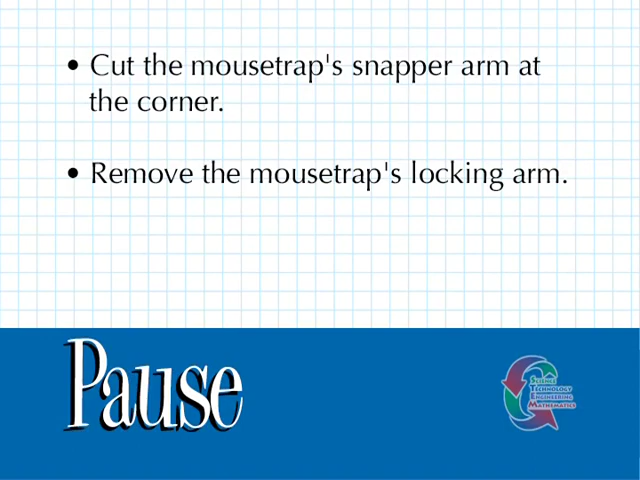 • Cut the mousetrap's snapper arm at
the corner.
• Remove the mousetrap's locking arm.
Pause
Science
Technology
Engineering
Mathematics